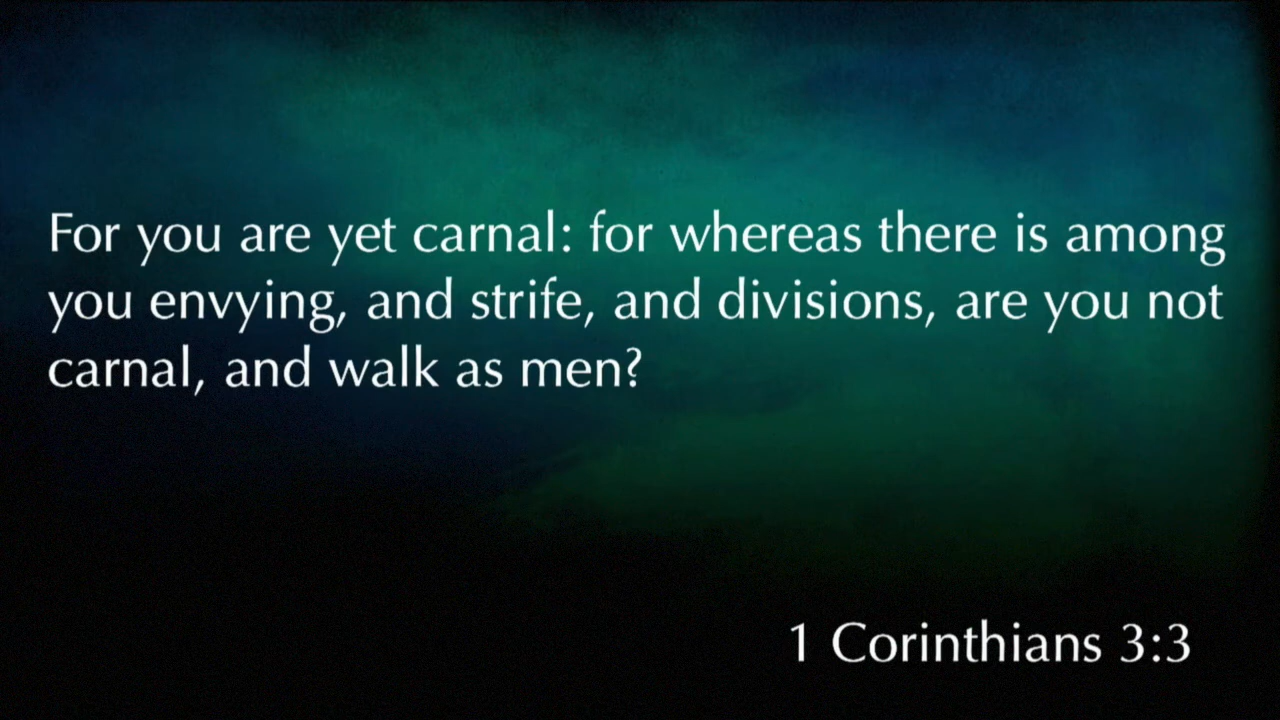 For you are yet carnal: for whereas there is among
you envying, and strife, and divisions, are you not
carnal, and walk as men?
1 Corinthians 3:3